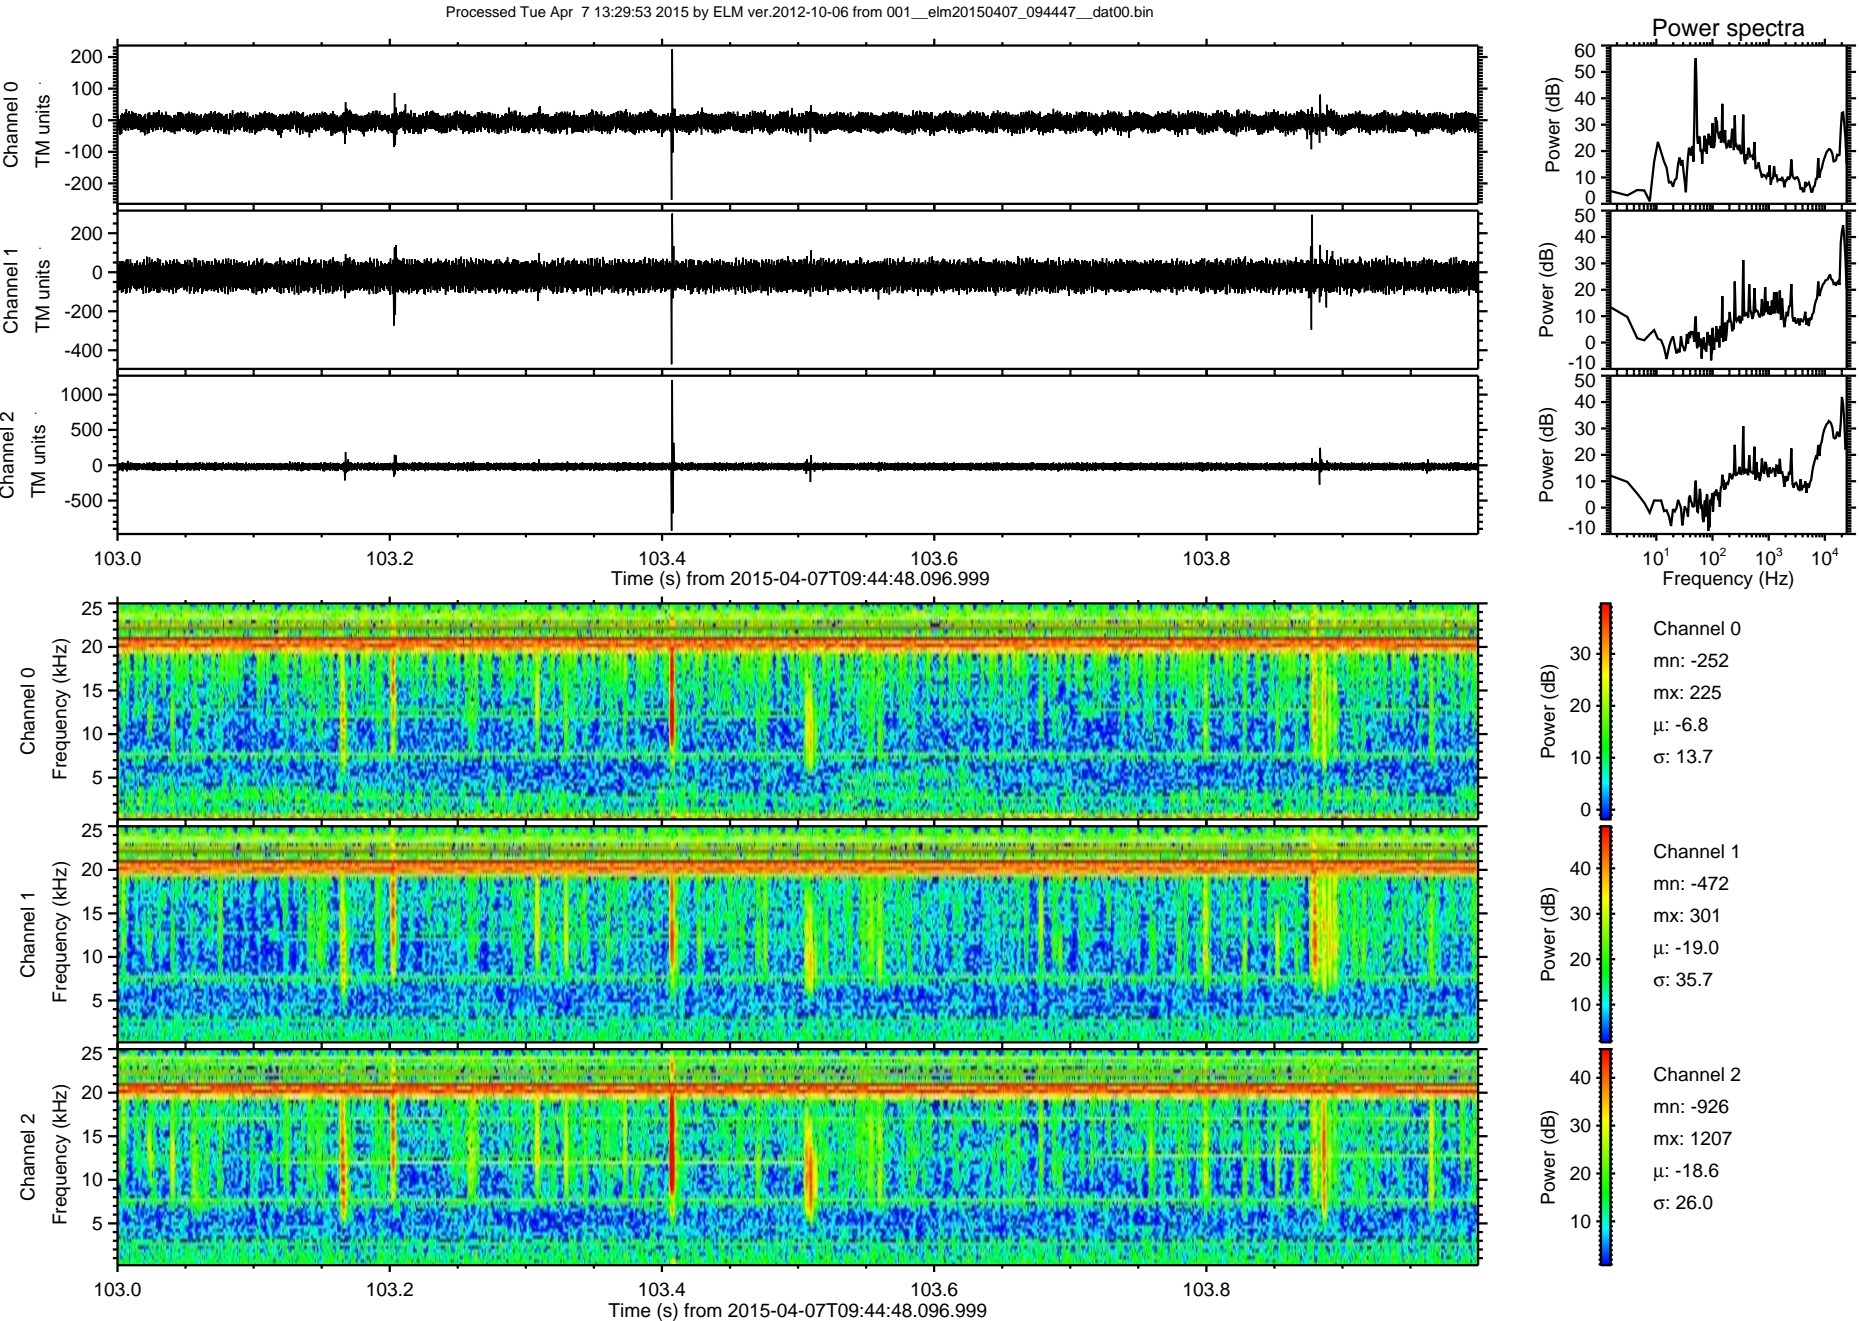 Processed Tue Apr  7 13:29:53 2015 by ELM ver.2012-10-06 from 001__elm20150407_094447__dat00.bin
Power spectra
Channel 0
TM units
200
100
0
-100
-200
Power (dB)
60
50
40
30
20
10
0
Channel 1
TM units
200
0
-200
-400
Power (dB)
50
40
30
20
10
0
-10
Channel 2
TM units
1000
500
0
-500
Power (dB)
50
40
30
20
10
0
-10
103.0 103.2 103.4 103.6 103.8
Time (s) from 2015-04-07T09:44:48.096.999
10¹ 10² 10³ 10⁴
Frequency (Hz)
Channel 0
Frequency (kHz)
25
20
15
10
5
Power (dB)
30
20
10
0
Channel 0
mn: -252
mx: 225
µ: -6.8
σ: 13.7
Channel 1
Frequency (kHz)
25
20
15
10
5
Power (dB)
40
30
20
10
Channel 1
mn: -472
mx: 301
µ: -19.0
σ: 35.7
Channel 2
Frequency (kHz)
25
20
15
10
5
Power (dB)
40
30
20
10
Channel 2
mn: -926
mx: 1207
µ: -18.6
σ: 26.0
103.0 103.2 103.4 103.6 103.8
Time (s) from 2015-04-07T09:44:48.096.999